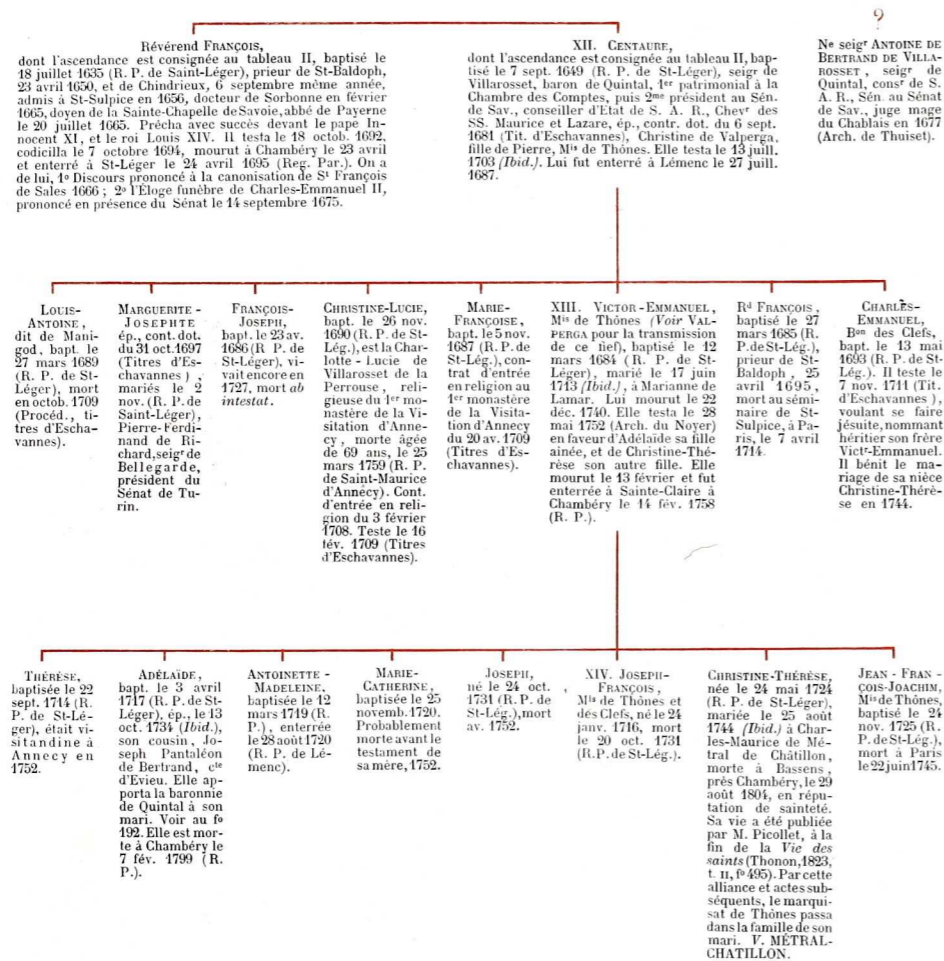 9
Révérend FRANÇOIS,
dont l'ascendance est consignée au tableau II, baptisé le
18 juillet 1635 (R. P. de Saint-Léger), prieur de St-Baldoph,
23 avril 1650, et de Chindrieux, 6 septembre même année,
admis à St-Sulpice en 1656, docteur de Sorbonne en février
1665, doyen de la Sainte-Chapelle de Savoie, abbé de Payerne
le 20 juillet 1665. Prêcha avec succès devant le pape In-
nocent XI, et le roi Louis XIV. Il testa le 18 octob. 1692,
codicilla le 7 octobre 1694, mourut à Chambéry le 23 avril
et enterré à St-Léger le 24 avril 1695 (Reg. Par.). On a
de lui, 1º Discours prononcé à la canonisation de St François
de Sales 1666 ; 2º l'Éloge funèbre de Charles-Emmanuel II,
prononcé en présence du Sénat le 14 septembre 1675.
XII. CENTAURE,
dont l'ascendance est consignée au tableau II, bap-
tisé le 7 sept. 1649 (R. P. de St-Léger), seigr de
Villarosset, baron de Quintal, 1er patrimonial à la
Chambre des Comptes, puis 2me président au Sén.
de Sav., conseiller d'Etat de S. A. R., Chevr des
SS. Maurice et Lazare, ép., contr. dot. du 6 sept.
1681 (Tit. d'Eschavannes), Christine de Valperga,
fille de Pierre, Mis de Thônes. Elle testa le 13 juill.
1703 (Ibid.). Lui fut enterré à Lémenc le 27 juill.
1687.
Ne seigr ANTOINE DE
BERTRAND DE VILLA-
ROSSET, seigr de
Quintal, consr de S.
A. R., Sén. au Sénat
de Sav., juge mage
du Chablais en 1677
(Arch. de Thuiset).
LOUIS-
ANTOINE,
dit de Mani-
god, bapt. le
27 mars 1689
(R. P. de St-
Léger), mort
en octob. 1709
(Procéd., ti-
tres d'Escha-
vannes).
MARGUERITE-
JOSEPHTE
ép., cont. dot.
du 31 oct. 1697
(Titres d'Es-
chavannes),
mariés le 2
nov. (R. P. de
Saint-Léger),
Pierre-Ferdi-
nand de Ri-
chard, seigr de
Bellegarde,
président du
Sénat de Tu-
rin.
FRANÇOIS-
JOSEPH,
bapt. le 23 av.
1686 (R P. de
St-Léger), vi-
vait encore en
1727, mort ab
intestat.
CHRISTINE-LUCIE,
bapt. le 26 nov.
1690 (R. P. de St-
Lég.), est la Char-
lotte-Lucie de
Villarosset de la
Perrouse, reli-
gieuse du 1er mo-
nastère de la Vi-
sitation d'Anne-
cy, morte âgée
de 69 ans, le 25
mars 1759 (R. P.
de Saint-Maurice
d'Annecy). Cont.
d'entrée en reli-
gion du 3 février
1708. Teste le 16
fév. 1709 (Titres
d'Eschavannes).
MARIE-
FRANÇOISE,
bapt. le 5 nov.
1687 (R. P. de
St-Lég.), con-
trat d'entrée
en religion au
1er monastère
de la Visitation
d'Annecy
du 20 av. 1709
(Titres d'Es-
chavannes).
XIII. VICTOR-EMMANUEL,
Mis de Thônes (Voir VAL-
PERGA pour la transmission
de ce fief), baptisé le 12
mars 1684 (R. P. de St-
Léger), marié le 17 juin
1713 (Ibid.), à Marianne de
Lamar. Lui mourut le 22
déc. 1740. Elle testa le 28
mai 1752 (Arch. du Noyer)
en faveur d'Adélaïde sa fille
ainée, et de Christine-Thé-
rèse son autre fille. Elle
mourut le 13 février et fut
enterrée à Sainte-Claire à
Chambéry le 14 fév. 1758
(R. P.).
Rd FRANÇOIS,
baptisé le 27
mars 1685 (R.
P. de St-Lég.),
prieur de St-
Baldoph, 25
avril 1695,
mort au sémi-
naire de St-
Sulpice, à Pa-
ris, le 7 avril
1714.
CHARLES-
EMMANUEL,
Bon des Clefs,
bapt. le 13 mai
1693 (R. P. de St-
Lég.). Il teste le
7 nov. 1711 (Tit.
d'Eschavannes),
voulant se faire
jésuite, nommant
héritier son frère
Victr-Emmanuel.
Il bénit le ma-
riage de sa nièce
Christine-Thérè-
se en 1744.
THÉRÈSE,
baptisée le 22
sept. 1714 (R.
P. de St-Lé-
ger), était vi-
sitandine à
Annecy en
1752.
ADÉLAÏDE,
bapt. le 3 avril
1717 (R. P. de St-
Léger), ép., le 13
oct. 1734 (Ibid.),
son cousin, Jo-
seph Pantaléon
de Bertrand, cte
d'Evieu. Elle ap-
porta la baronnie
de Quintal à son
mari. Voir au fo
192. Elle est mor-
te à Chambéry le
7 fév. 1799 (R.
P.).
ANTOINETTE-
MADELEINE,
baptisée le 12
mars 1719 (R.
P.), enterrée
le 28 août 1720
(R. P. de Lé-
menc).
MARIE-
CATHERINE,
baptisée le 25
novemb. 1720.
Probablement
morte avant le
testament de
sa mère, 1752.
JOSEPH,
né le 24 oct.
1731 (R. P. de
St-Lég.), mort
av. 1752.
XIV. JOSEPH-
FRANÇOIS,
Mis de Thônes et
des Clefs, né le 24
janv. 1716, mort
le 20 oct. 1731
(R. P. de St-Lég.).
CHRISTINE-THÉRÈSE,
née le 24 mai 1724
(R. P. de St-Léger),
mariée le 25 août
1744 (Ibid.) à Char-
les-Maurice de Mé-
tral de Châtillon,
morte à Bassens,
près Chambéry, le 29
août 1804, en répu-
tation de sainteté.
Sa vie a été publiée
par M. Picollet, à la
fin de la Vie des
saints (Thonon, 1823,
t. II, fo 495). Par cette
alliance et actes sub-
séquents, le marqui-
sat de Thônes passa
dans la famille de son
mari. V. MÉTRAL-
CHATILLON.
JEAN-FRAN-
ÇOIS-JOACHIM,
Mis de Thônes,
baptisé le 24
nov. 1725 (R.
P. de St-Lég.),
mort à Paris
le 22 juin 1745.